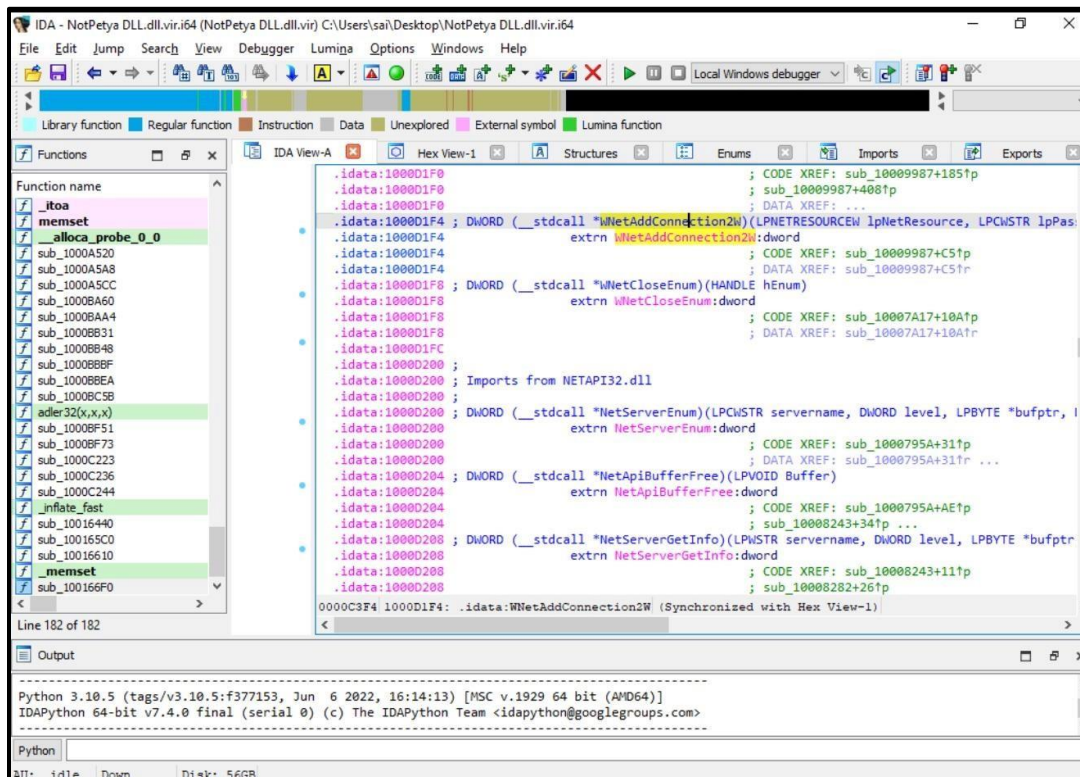 IDA - NotPetya DLL.dll.vir.i64 (NotPetya DLL.dll.vir) C:\Users\sai\Desktop\NotPetya DLL.dll.vir.i64
File Edit Jump Search View Debugger Lumina Options Windows Help
Local Windows debugger
Library function Regular function Instruction Data Unexplored External symbol Lumina function
Functions
IDA View-A Hex View-1 Structures Enums Imports Exports
Function name
_itoa
memset
__alloca_probe_0_0
sub_1000A520
sub_1000A5A8
sub_1000A5CC
sub_1000BA60
sub_1000BAA4
sub_1000BB31
sub_1000BB48
sub_1000BBBF
sub_1000BBEA
sub_1000BC5B
adler32(x,x,x)
sub_1000BF51
sub_1000BF73
sub_1000C223
sub_1000C236
sub_1000C244
_inflate_fast
sub_10016440
sub_100165C0
sub_10016610
_memset
sub_100166F0
Line 182 of 182
.idata:1000D1F0 ; CODE XREF: sub_10009987+185↑p
.idata:1000D1F0 ; sub_10009987+408↑p
.idata:1000D1F0 ; DATA XREF: ...
.idata:1000D1F4 ; DWORD (__stdcall *WNetAddConnection2W)(LPNETRESOURCEW lpNetResource, LPCWSTR lpPas
.idata:1000D1F4 extrn WNetAddConnection2W:dword
.idata:1000D1F4 ; CODE XREF: sub_10009987+C5↑p
.idata:1000D1F4 ; DATA XREF: sub_10009987+C5↑r
.idata:1000D1F8 ; DWORD (__stdcall *WNetCloseEnum)(HANDLE hEnum)
.idata:1000D1F8 extrn WNetCloseEnum:dword
.idata:1000D1F8 ; CODE XREF: sub_10007A17+10A↑p
.idata:1000D1F8 ; DATA XREF: sub_10007A17+10A↑r
.idata:1000D1FC
.idata:1000D200 ;
.idata:1000D200 ; Imports from NETAPI32.dll
.idata:1000D200 ;
.idata:1000D200 ; DWORD (__stdcall *NetServerEnum)(LPCWSTR servername, DWORD level, LPBYTE *bufptr,
.idata:1000D200 extrn NetServerEnum:dword
.idata:1000D200 ; CODE XREF: sub_1000795A+31↑p
.idata:1000D200 ; DATA XREF: sub_1000795A+31↑r ...
.idata:1000D204 ; DWORD (__stdcall *NetApiBufferFree)(LPVOID Buffer)
.idata:1000D204 extrn NetApiBufferFree:dword
.idata:1000D204 ; CODE XREF: sub_1000795A+AE↑p
.idata:1000D204 ; sub_10008243+34↑p ...
.idata:1000D208 ; DWORD (__stdcall *NetServerGetInfo)(LPWSTR servername, DWORD level, LPBYTE *bufptr
.idata:1000D208 extrn NetServerGetInfo:dword
.idata:1000D208 ; CODE XREF: sub_10008243+11↑p
.idata:1000D208 ; sub_10008282+26↑p
0000C3F4 1000D1F4: .idata:WNetAddConnection2W (Synchronized with Hex View-1)
Output
Python 3.10.5 (tags/v3.10.5:f377153, Jun 6 2022, 16:14:13) [MSC v.1929 64 bit (AMD64)]
IDAPython 64-bit v7.4.0 final (serial 0) (c) The IDAPython Team <idapython@googlegroups.com>
Python
AU: idle Down Disk: 56GB